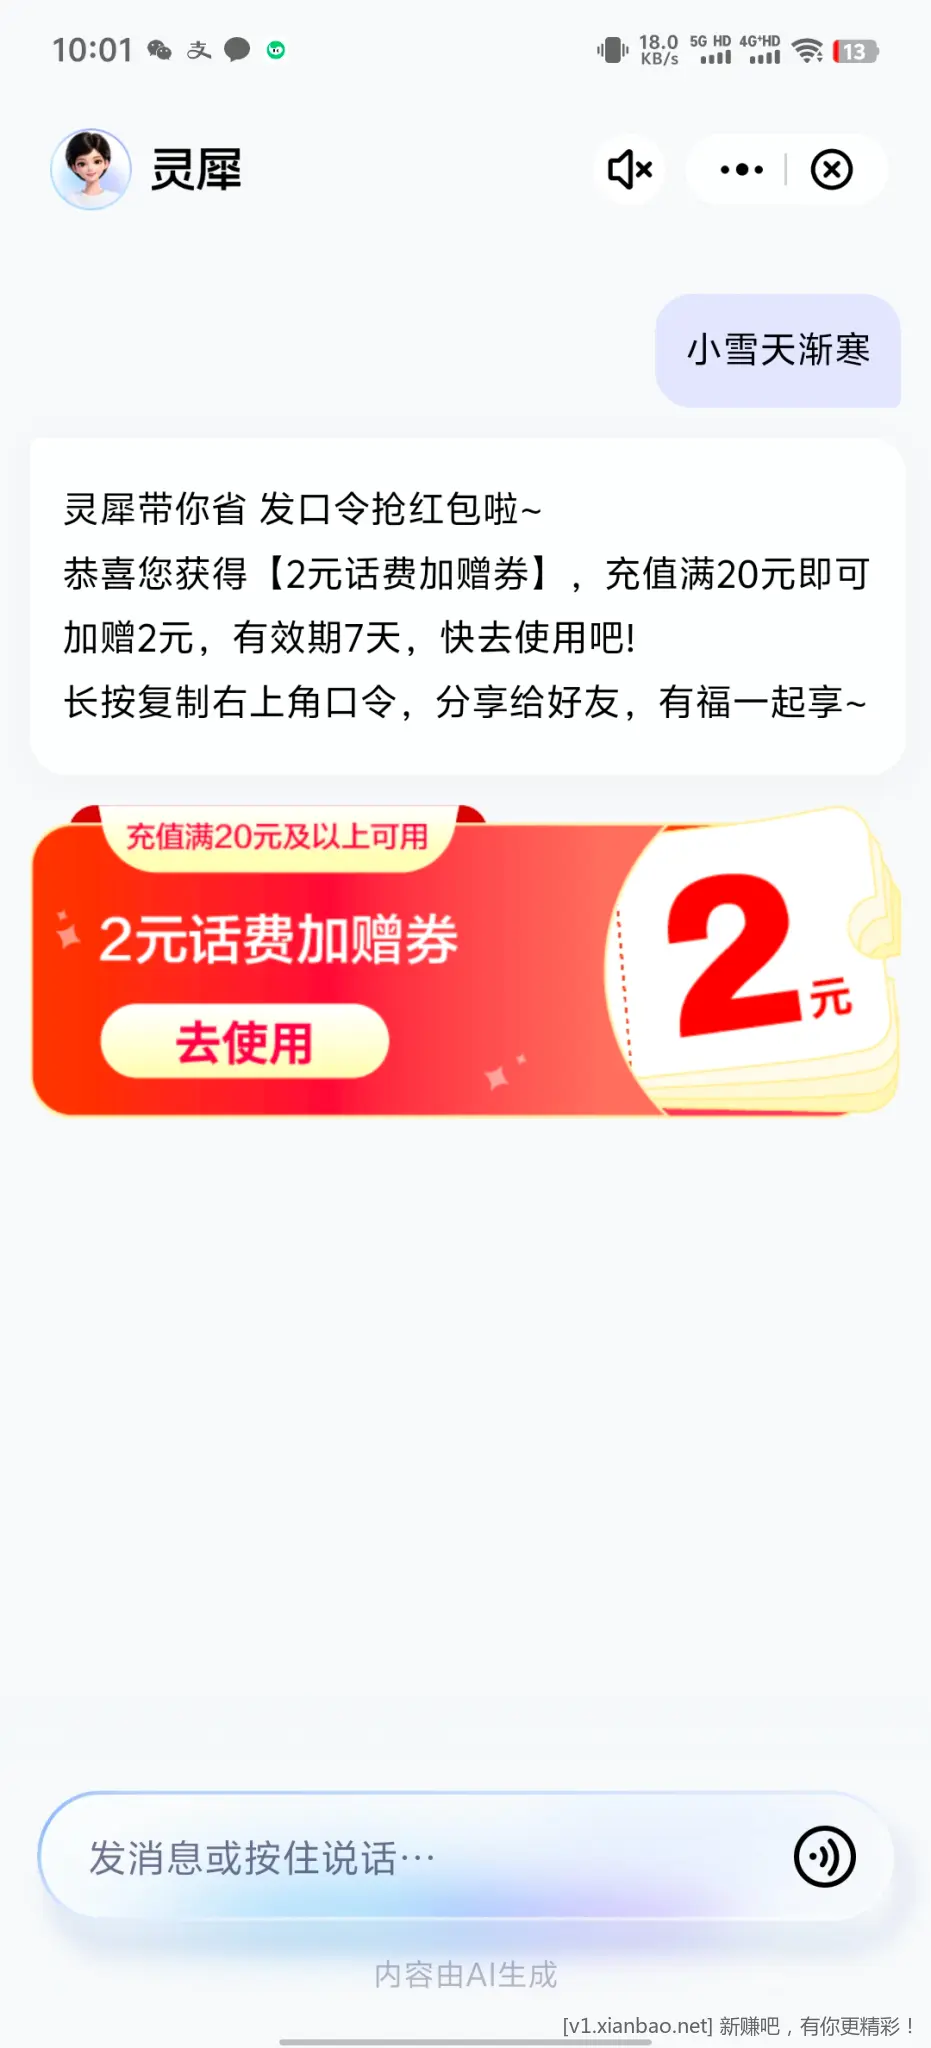 10:01
支
18.0 KB/s
5G HD
4G+HD
13
灵犀
小雪天渐寒
灵犀带你省 发口令抢红包啦~
恭喜您获得【2元话费加赠券】，充值满20元即可
加赠2元，有效期7天，快去使用吧!
长按复制右上角口令，分享给好友，有福一起享~
充值满20元及以上可用
2元话费加赠券
2元
去使用
发消息或按住说话···
内容由AI生成
[v1.xianbao.net] 新赚吧，有你更精彩！